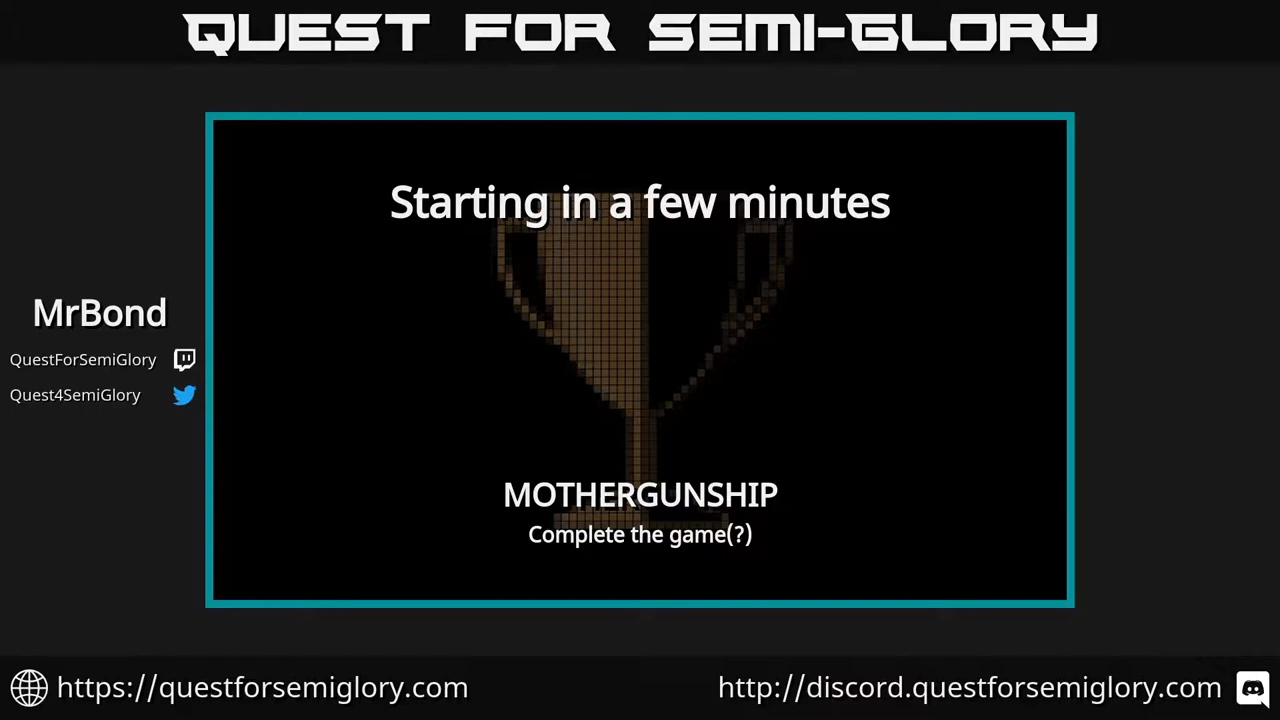 QUEST FOR SEMI-GLORY
Starting in a few minutes
MrBond
QuestForSemiGlory
Quest4SemiGlory
MOTHERGUNSHIP
Complete the game(?)
https://questforsemiglory.com
http://discord.questforsemiglory.com